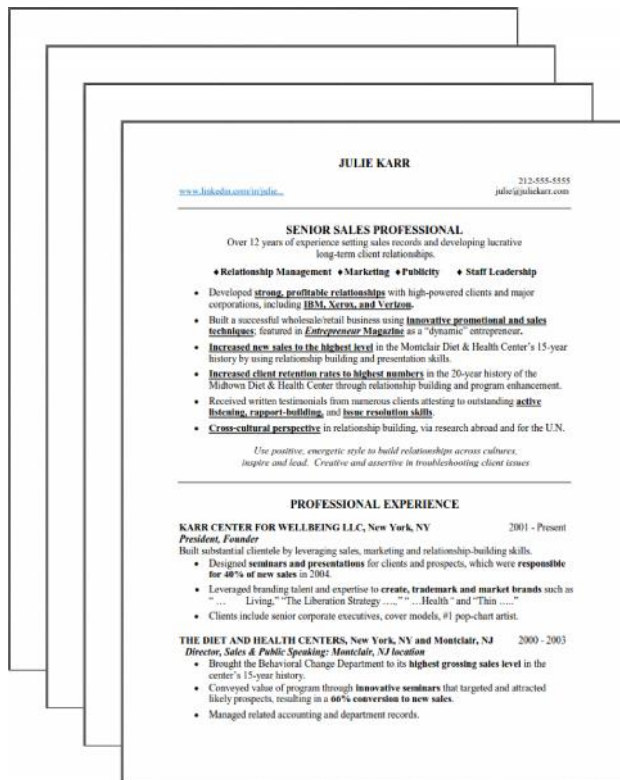 JULIE KARR
212-555-5555
www.linkedin.com/in/julie... julie@juliekarr.com
SENIOR SALES PROFESSIONAL
Over 12 years of experience setting sales records and developing lucrative
long-term client relationships.
♦Relationship Management ♦Marketing ♦Publicity ♦ Staff Leadership
• Developed strong, profitable relationships with high-powered clients and major
corporations, including IBM, Xerox, and Verizon.
• Built a successful wholesale/retail business using innovative promotional and sales
techniques; featured in Entrepreneur Magazine as a "dynamic" entrepreneur.
• Increased new sales to the highest level in the Montclair Diet & Health Center's 15-year
history by using relationship building and presentation skills.
• Increased client retention rates to highest numbers in the 20-year history of the
Midtown Diet & Health Center through relationship building and program enhancement.
• Received written testimonials from numerous clients attesting to outstanding active
listening, rapport-building, and issue resolution skills.
• Cross-cultural perspective in relationship building, via research abroad and for the U.N.
Use positive, energetic style to build relationships across cultures,
inspire and lead. Creative and assertive in troubleshooting client issues
PROFESSIONAL EXPERIENCE
KARR CENTER FOR WELLBEING LLC, New York, NY 2001 - Present
President, Founder
Built substantial clientele by leveraging sales, marketing and relationship-building skills.
• Designed seminars and presentations for clients and prospects, which were responsible
for 40% of new sales in 2004.
• Leveraged branding talent and expertise to create, trademark and market brands such as
" ... Living," "The Liberation Strategy ....," " ...Health" and "Thin ....."
• Clients include senior corporate executives, cover models, #1 pop-chart artist.
THE DIET AND HEALTH CENTERS, New York, NY and Montclair, NJ 2000 - 2003
Director, Sales & Public Speaking: Montclair, NJ location
• Brought the Behavioral Change Department to its highest grossing sales level in the
center's 15-year history.
• Conveyed value of program through innovative seminars that targeted and attracted
likely prospects, resulting in a 66% conversion to new sales.
• Managed related accounting and department records.